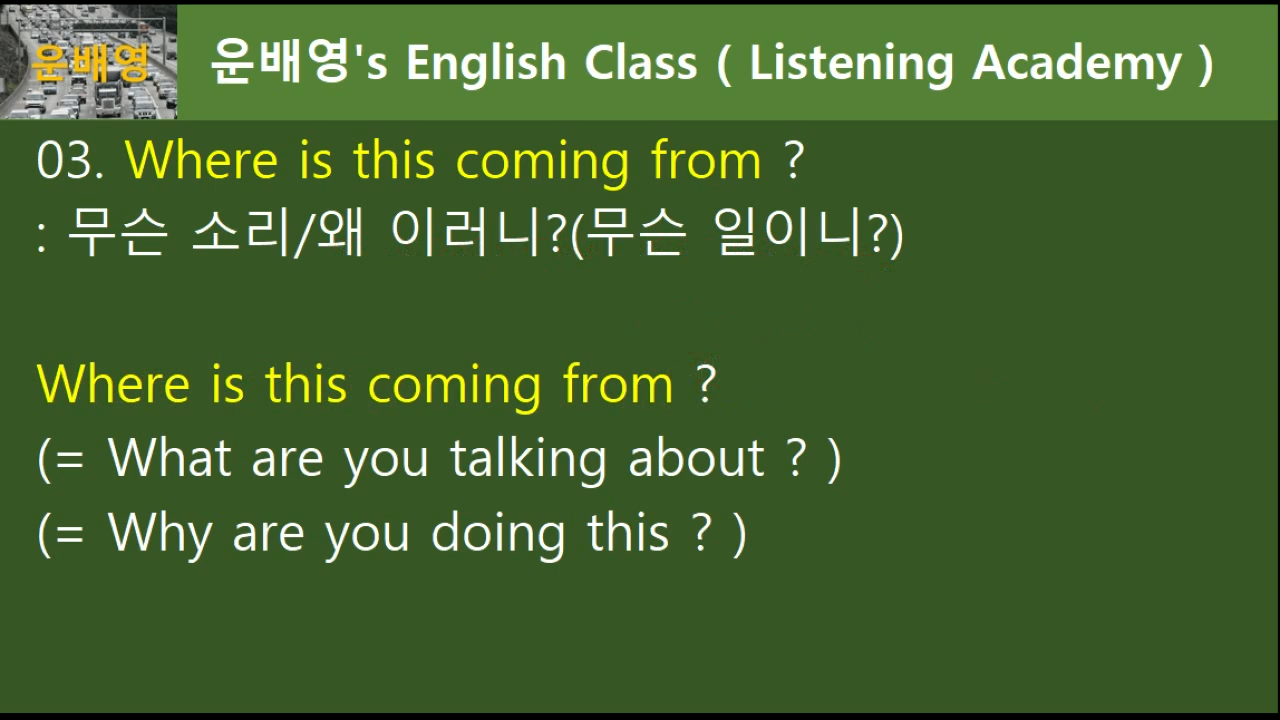 운배영
운배영's English Class ( Listening Academy )
03. Where is this coming from ?
: 무슨 소리/왜 이러니?(무슨 일이니?)
Where is this coming from ?
(= What are you talking about ? )
(= Why are you doing this ? )